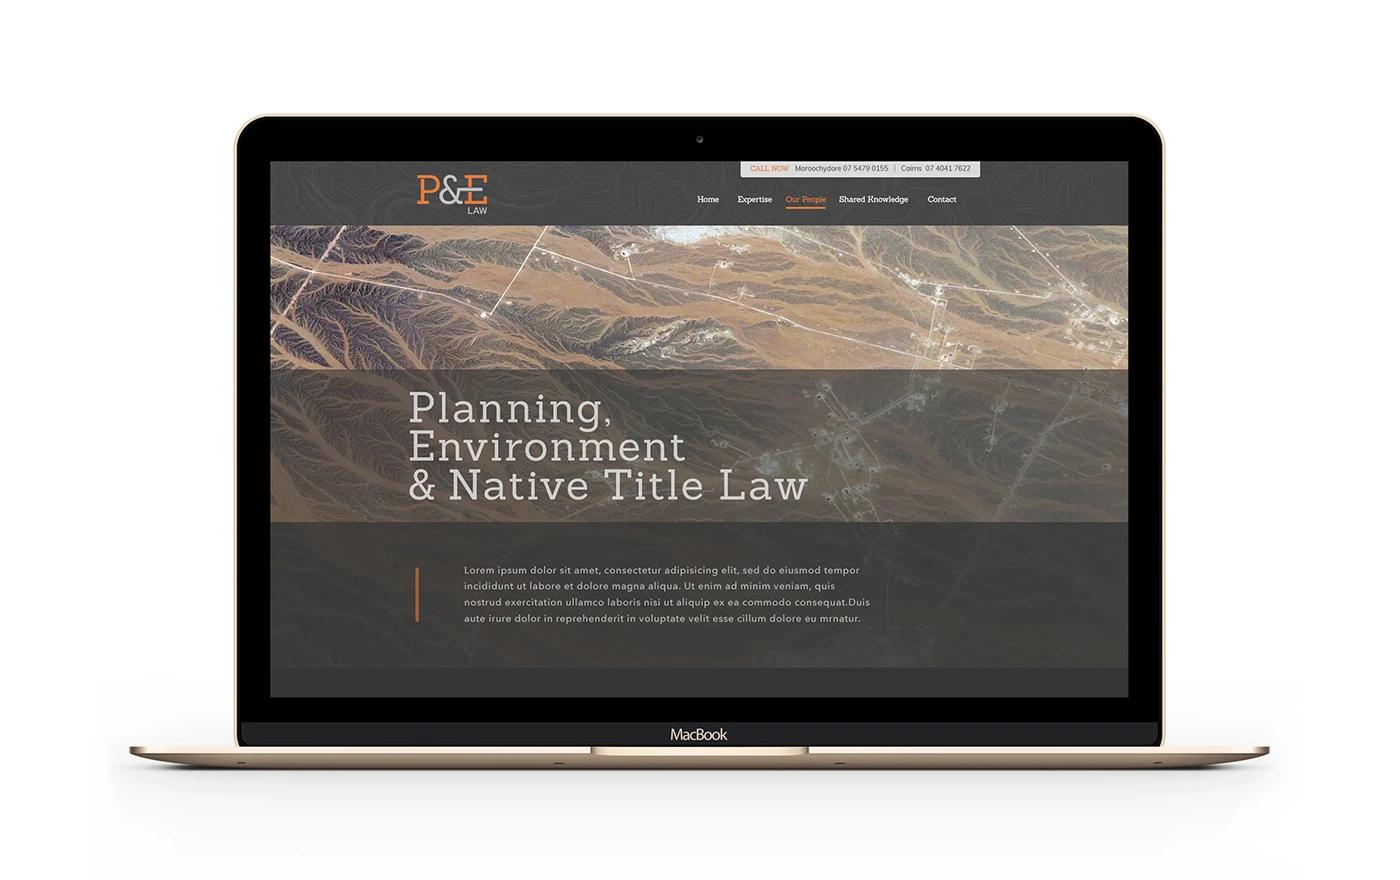 CALL NOW Maroochydore 07 5479 0155 | Cairns 07 4041 7622
P&E
LAW
Home Expertise Our People Shared Knowledge Contact
Planning,
Environment
& Native Title Law
Lorem ipsum dolor sit amet, consectetur adipisicing elit, sed do eiusmod tempor
incididunt ut labore et dolore magna aliqua. Ut enim ad minim veniam, quis
nostrud exercitation ullamco laboris nisi ut aliquip ex ea commodo consequat.Duis
aute irure dolor in reprehenderit in voluptate velit esse cillum dolore eu mrnatur.
MacBook